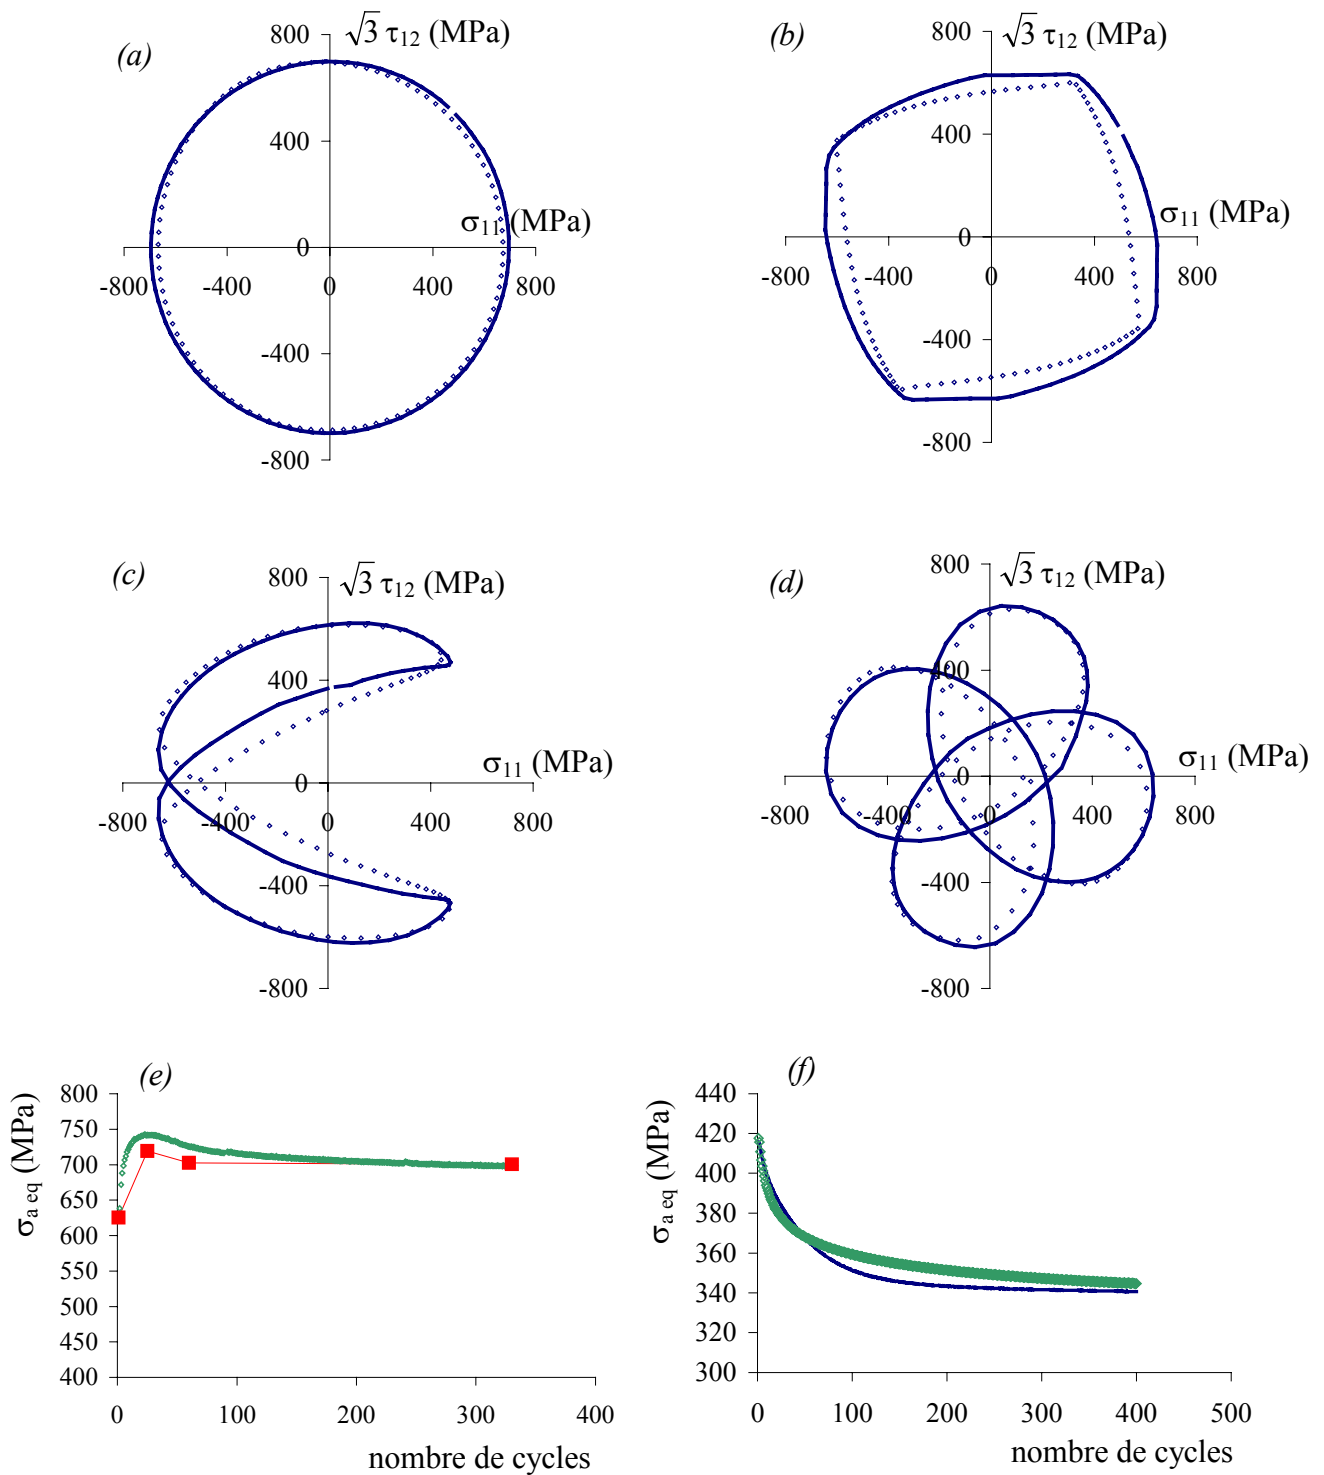 (a)
√3 τ12 (MPa)
800
400
σ11 (MPa)
0
-800 -400 0 400 800
-400
-800
(b)
√3 τ12 (MPa)
800
400
σ11 (MPa)
0
-800 -400 0 400 800
-400
-800
(c)
√3 τ12 (MPa)
800
400
σ11 (MPa)
0
-800 -400 0 400 800
-400
-800
(d)
√3 τ12 (MPa)
800
400
σ11 (MPa)
0
-800 -400 0 400 800
-400
-800
(e)
σa eq (MPa)
800
750
700
650
600
550
500
450
400
0 100 200 300 400
nombre de cycles
(f)
σa eq (MPa)
440
420
400
380
360
340
320
300
0 100 200 300 400 500
nombre de cycles